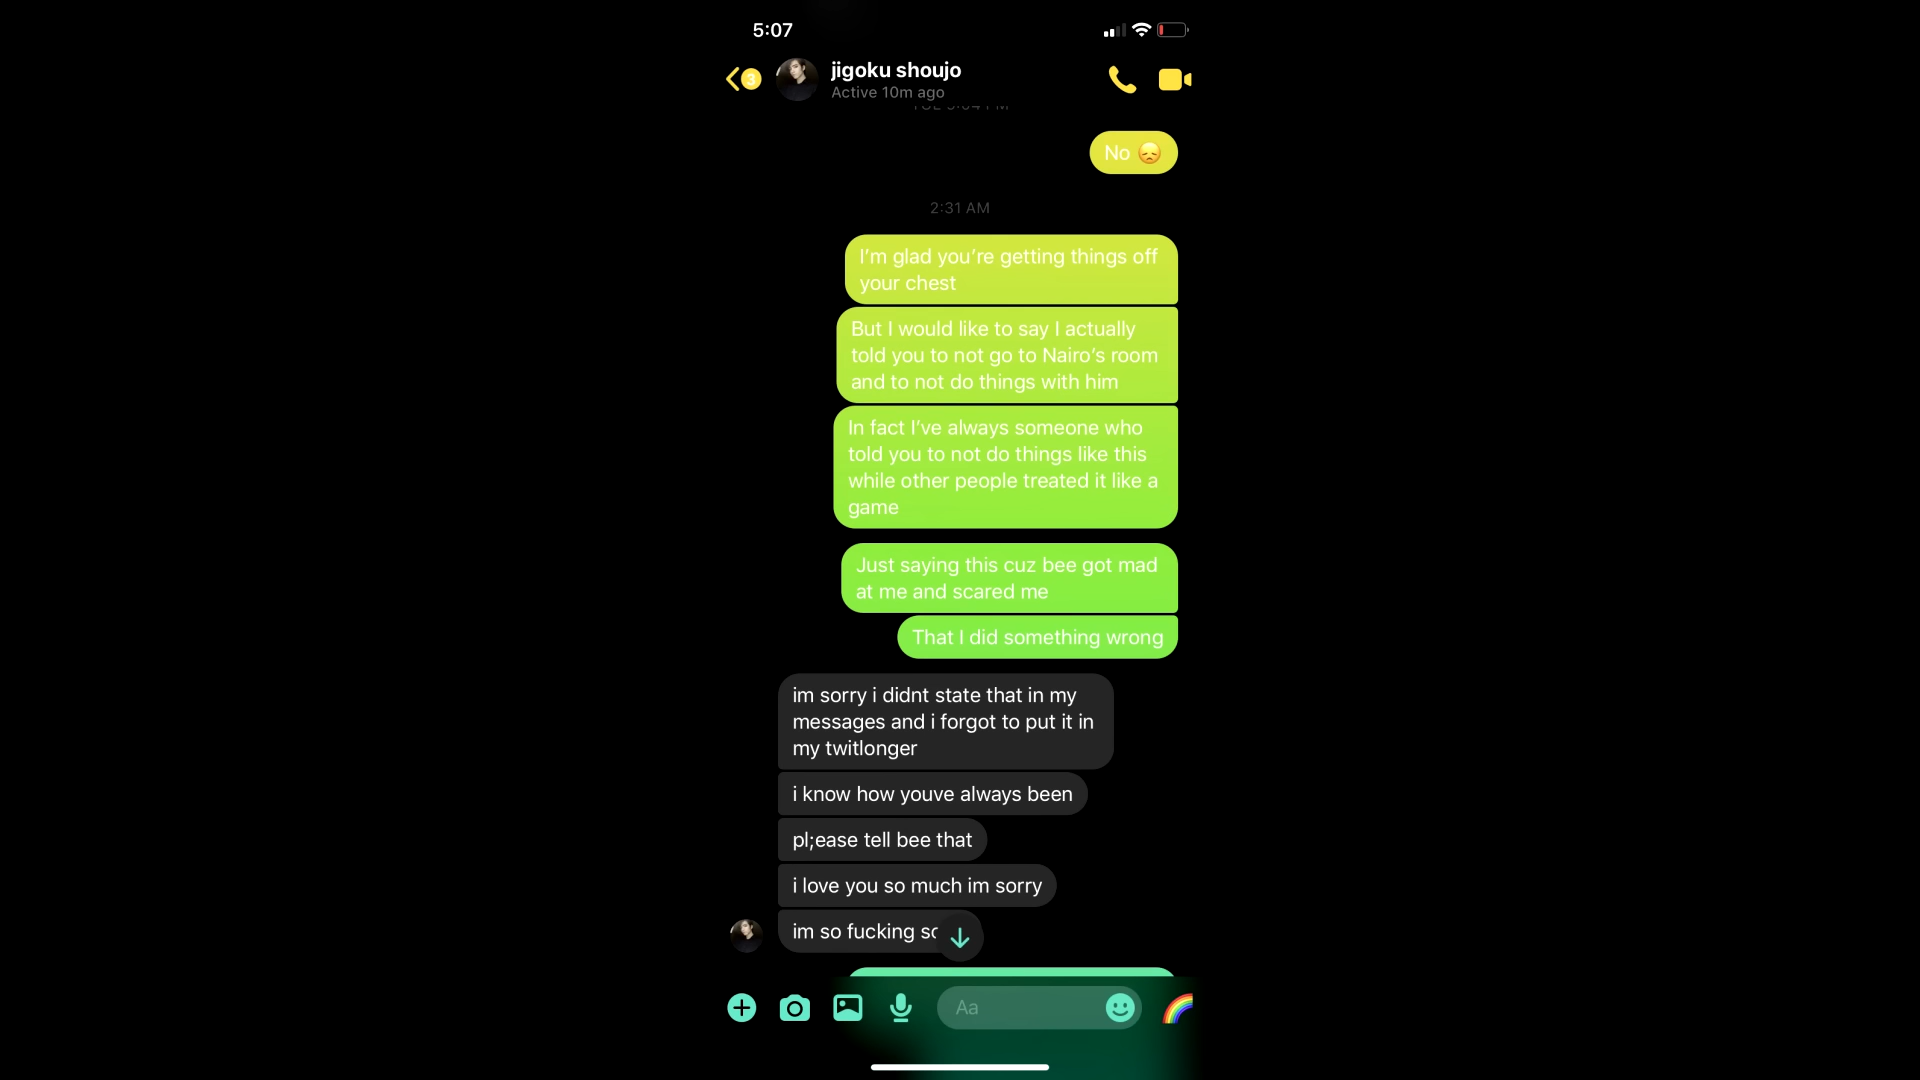 5:07
3
jigoku shoujo
Active 10m ago
No 😞
2:31 AM
I'm glad you're getting things off
your chest
But I would like to say I actually
told you to not go to Nairo's room
and to not do things with him
In fact I've always someone who
told you to not do things like this
while other people treated it like a
game
Just saying this cuz bee got mad
at me and scared me
That I did something wrong
im sorry i didnt state that in my
messages and i forgot to put it in
my twitlonger
i know how youve always been
pl;ease tell bee that
i love you so much im sorry
im so fucking
Aa